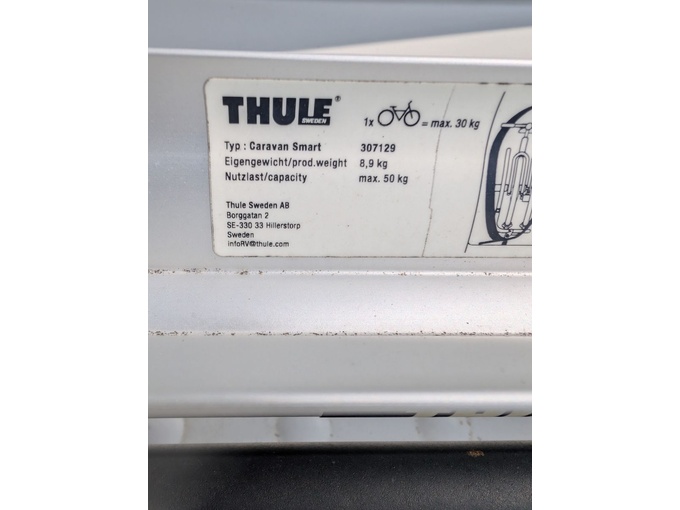 THULE®
SWEDEN
1x = max. 30 kg
Typ : Caravan Smart 307129
Eigengewicht/prod.weight 8,9 kg
Nutzlast/capacity max. 50 kg
Thule Sweden AB
Borggatan 2
SE-330 33 Hillerstorp
Sweden
infoRV@thule.com